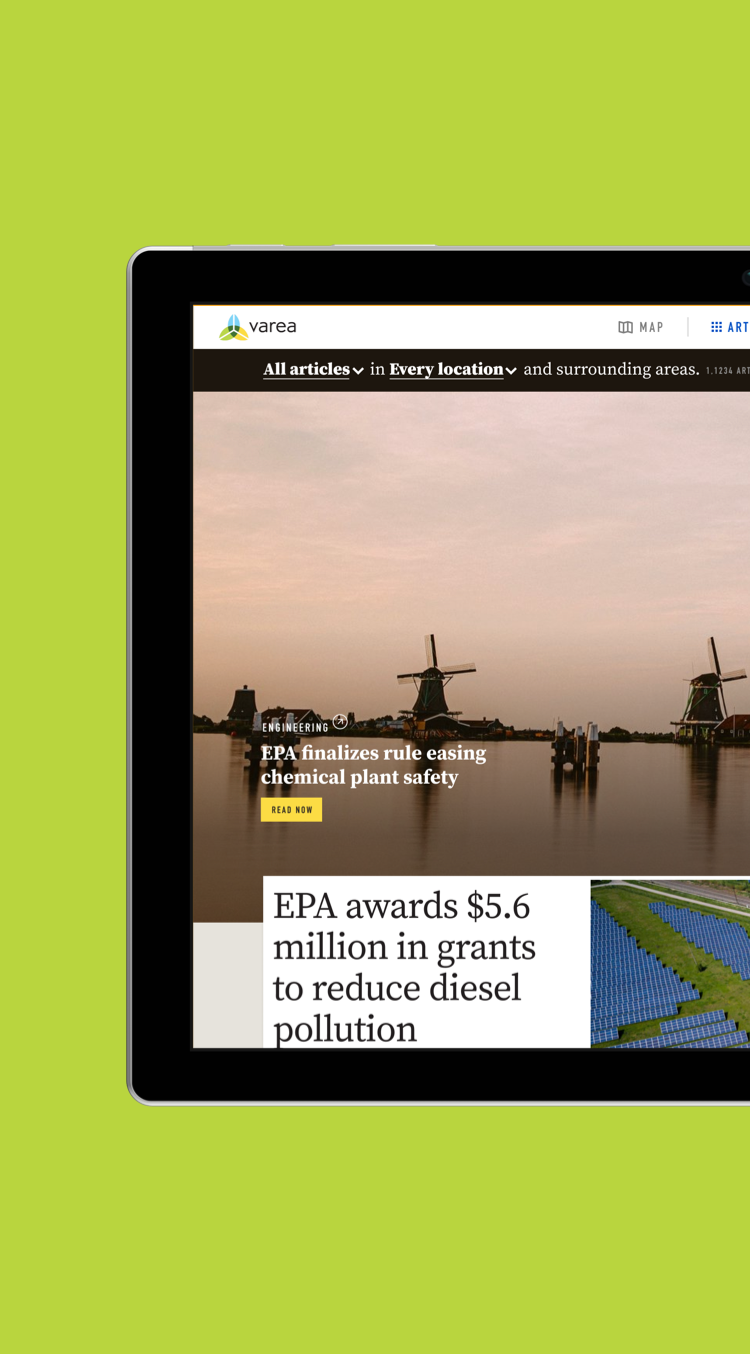 varea
MAP
ART
All articles in Every location and surrounding areas. 1,1234 ART
ENGINEERING
EPA finalizes rule easing
chemical plant safety
READ NOW
EPA awards $5.6
million in grants
to reduce diesel
pollution